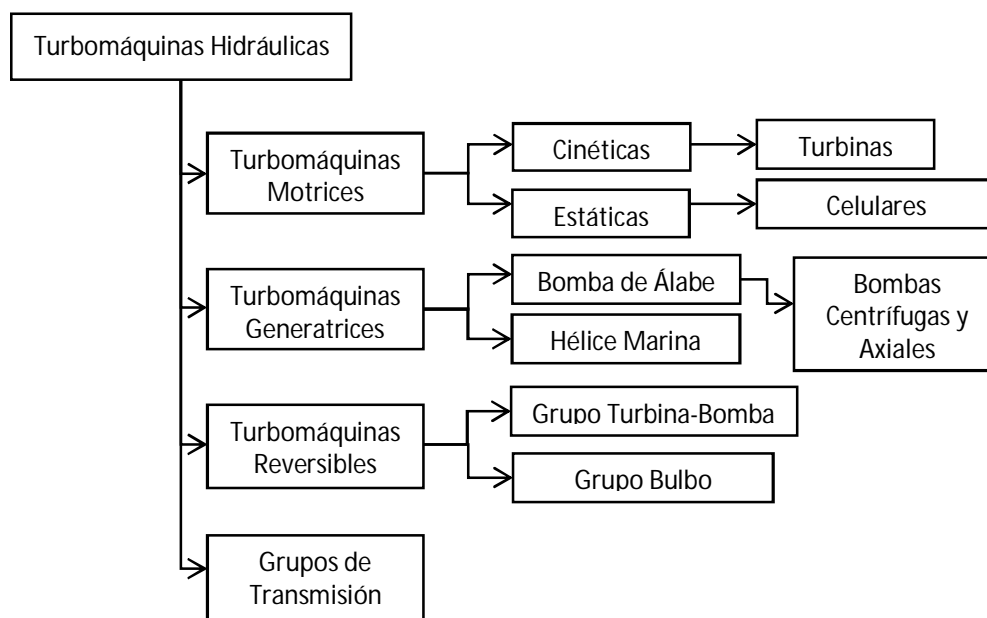 Turbomáquinas Hidráulicas
Turbomáquinas
Motrices
Cinéticas
Turbinas
Estáticas
Celulares
Turbomáquinas
Generatrices
Bomba de Álabe
Bombas
Centrífugas y
Axiales
Hélice Marina
Turbomáquinas
Reversibles
Grupo Turbina-Bomba
Grupo Bulbo
Grupos de
Transmisión